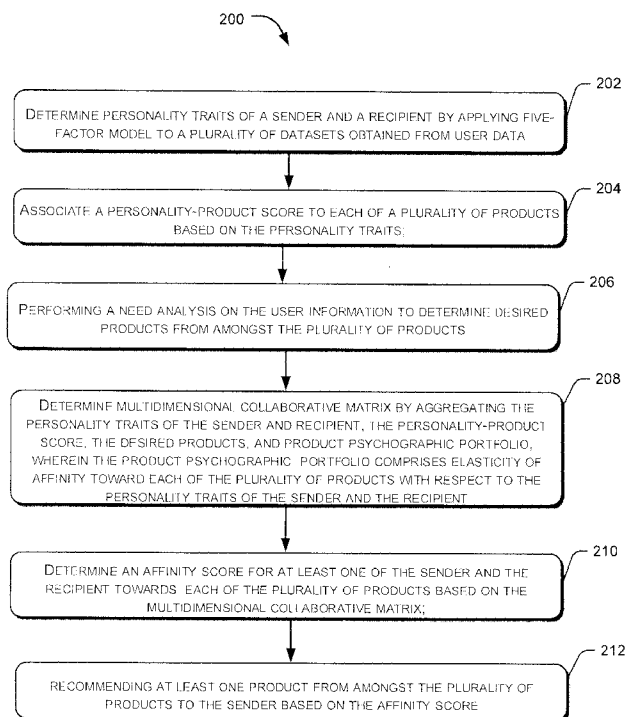 200
202
DETERMINE PERSONALITY TRAITS OF A SENDER AND A RECIPIENT BY APPLYING FIVE-
FACTOR MODEL TO A PLURALITY OF DATASETS OBTAINED FROM USER DATA
204
ASSOCIATE A PERSONALITY-PRODUCT SCORE TO EACH OF A PLURALITY OF PRODUCTS
BASED ON THE PERSONALITY TRAITS;
206
PERFORMING A NEED ANALYSIS ON THE USER INFORMATION TO DETERMINE DESIRED
PRODUCTS FROM AMONGST THE PLURALITY OF PRODUCTS
208
DETERMINE MULTIDIMENSIONAL COLLABORATIVE MATRIX BY AGGREGATING THE
PERSONALITY TRAITS OF THE SENDER AND RECIPIENT, THE PERSONALITY-PRODUCT
SCORE, THE DESIRED PRODUCTS, AND PRODUCT PSYCHOGRAPHIC PORTFOLIO,
WHEREIN THE PRODUCT PSYCHOGRAPHIC PORTFOLIO COMPRISES ELASTICITY OF
AFFINITY TOWARD EACH OF THE PLURALITY OF PRODUCTS WITH RESPECT TO THE
PERSONALITY TRAITS OF THE SENDER AND THE RECIPIENT
210
DETERMINE AN AFFINITY SCORE FOR AT LEAST ONE OF THE SENDER AND THE
RECIPIENT TOWARDS EACH OF THE PLURALITY OF PRODUCTS BASED ON THE
MULTIDIMENSIONAL COLLABORATIVE MATRIX;
212
RECOMMENDING AT LEAST ONE PRODUCT FROM AMONGST THE PLURALITY OF
PRODUCTS TO THE SENDER BASED ON THE AFFINITY SCORE